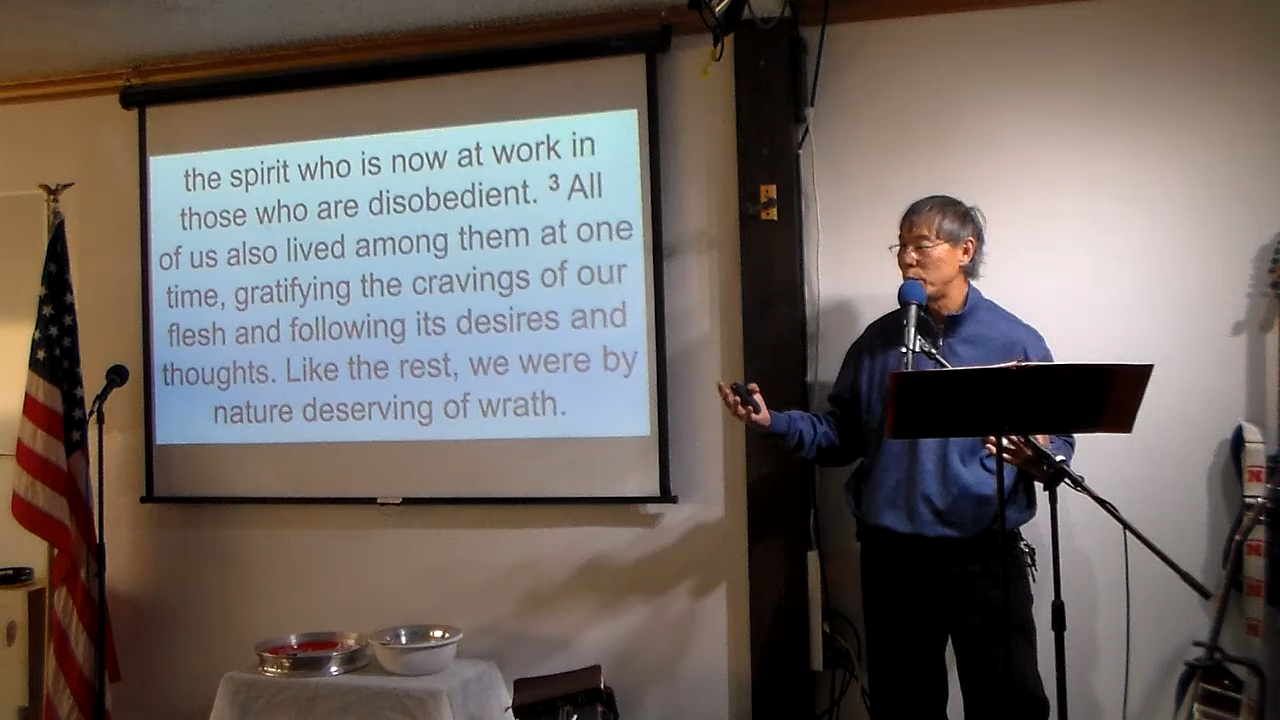 the spirit who is now at work in
those who are disobedient. ³ All
of us also lived among them at one
time, gratifying the cravings of our
flesh and following its desires and
thoughts. Like the rest, we were by
nature deserving of wrath.
N
N
N
N